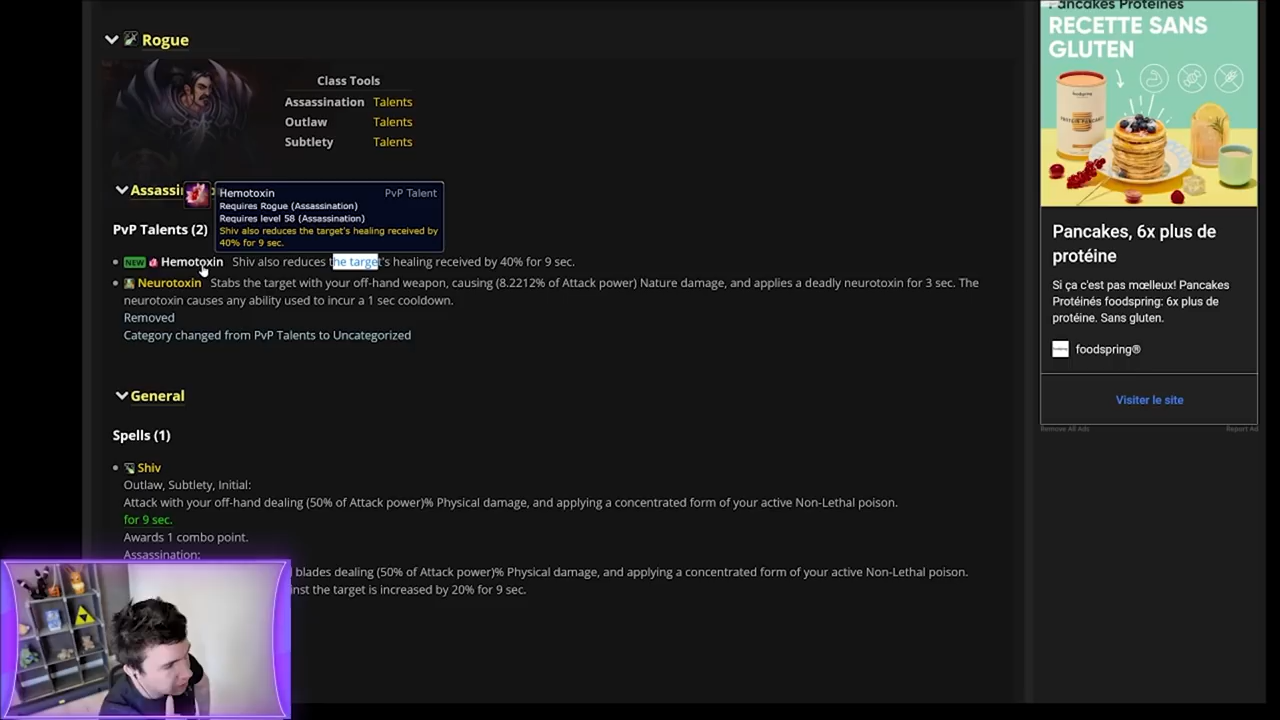 Rogue
Class Tools
Assassination Talents
Outlaw Talents
Subtlety Talents
Hemotoxin PvP Talent
Requires Rogue (Assassination)
Requires level 58 (Assassination)
Shiv also reduces the target's healing received by
40% for 9 sec.
PvP Talents (2)
NEW Hemotoxin Shiv also reduces the target's healing received by 40% for 9 sec.
Neurotoxin Stabs the target with your off-hand weapon, causing (8.2212% of Attack power) Nature damage, and applies a deadly neurotoxin for 3 sec. The
neurotoxin causes any ability used to incur a 1 sec cooldown.
Removed
Category changed from PvP Talents to Uncategorized
General
Spells (1)
Shiv
Outlaw, Subtlety, Initial:
Attack with your off-hand dealing (50% of Attack power)% Physical damage, and applying a concentrated form of your active Non-Lethal poison.
for 9 sec.
Awards 1 combo point.
Assassination:
blades dealing (50% of Attack power)% Physical damage, and applying a concentrated form of your active Non-Lethal poison.
the target is increased by 20% for 9 sec.
Pancakes Protéinés
RECETTE SANS
GLUTEN
Pancakes, 6x plus de
protéine
Si ça c'est pas mœlleux! Pancakes
Protéinés foodspring: 6x plus de
protéine. Sans gluten.
foodspring®
Visiter le site
Remove All Ads Report Ad